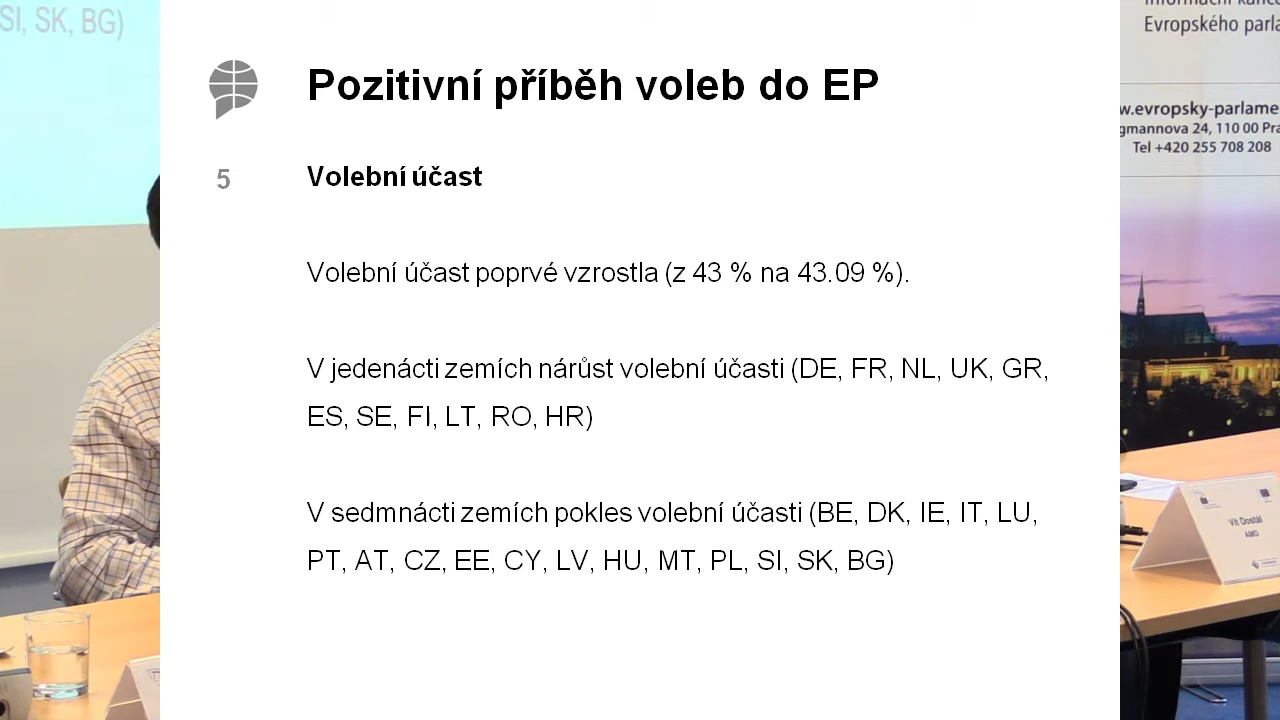 SI, SK, BG)
Pozitivní příběh voleb do EP
5
Volební účast
Volební účast poprvé vzrostla (z 43 % na 43.09 %).
V jedenácti zemích nárůst volební účasti (DE, FR, NL, UK, GR,
ES, SE, FI, LT, RO, HR)
V sedmnácti zemích pokles volební účasti (BE, DK, IE, IT, LU,
PT, AT, CZ, EE, CY, LV, HU, MT, PL, SI, SK, BG)
Evropského parla
w.evropsky-parlame
gmannova 24, 110 00 Pra
Tel +420 255 708 208
Vít Dostál
AMO